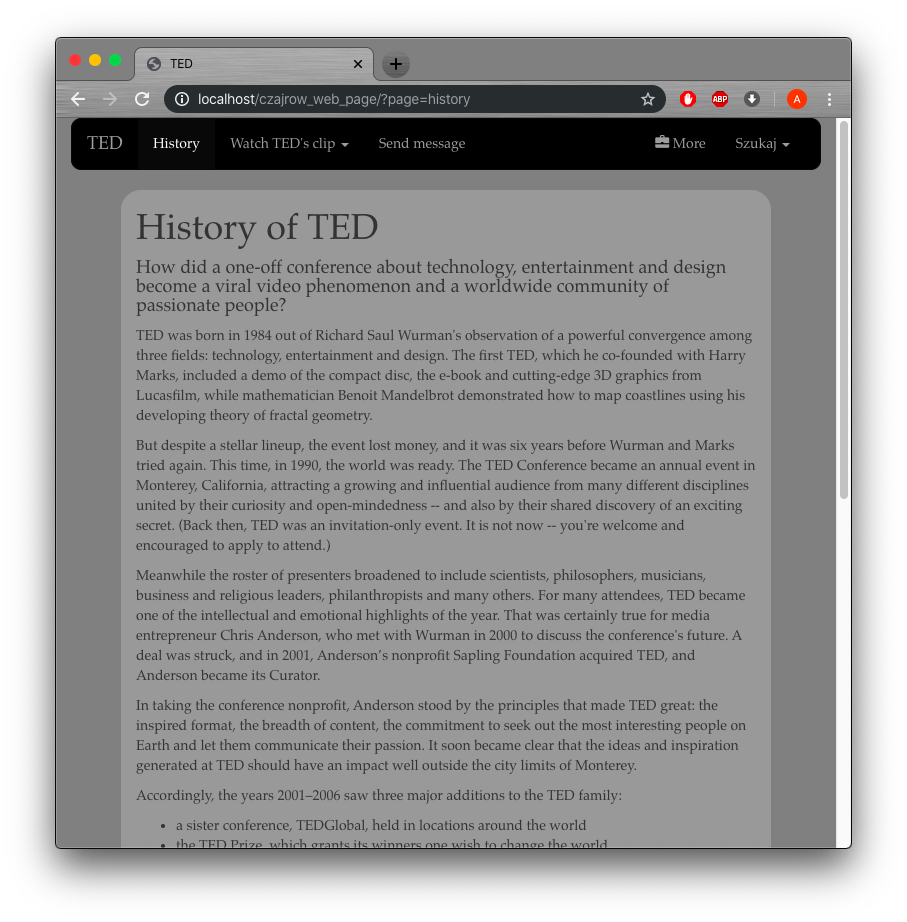 TED
localhost/czajrow_web_page/?page=history
ABP
A
TED History Watch TED's clip Send message More Szukaj
History of TED
How did a one-off conference about technology, entertainment and design
become a viral video phenomenon and a worldwide community of
passionate people?
TED was born in 1984 out of Richard Saul Wurman's observation of a powerful convergence among
three fields: technology, entertainment and design. The first TED, which he co-founded with Harry
Marks, included a demo of the compact disc, the e-book and cutting-edge 3D graphics from
Lucasfilm, while mathematician Benoit Mandelbrot demonstrated how to map coastlines using his
developing theory of fractal geometry.
But despite a stellar lineup, the event lost money, and it was six years before Wurman and Marks
tried again. This time, in 1990, the world was ready. The TED Conference became an annual event in
Monterey, California, attracting a growing and influential audience from many different disciplines
united by their curiosity and open-mindedness -- and also by their shared discovery of an exciting
secret. (Back then, TED was an invitation-only event. It is not now -- you're welcome and
encouraged to apply to attend.)
Meanwhile the roster of presenters broadened to include scientists, philosophers, musicians,
business and religious leaders, philanthropists and many others. For many attendees, TED became
one of the intellectual and emotional highlights of the year. That was certainly true for media
entrepreneur Chris Anderson, who met with Wurman in 2000 to discuss the conference's future. A
deal was struck, and in 2001, Anderson’s nonprofit Sapling Foundation acquired TED, and
Anderson became its Curator.
In taking the conference nonprofit, Anderson stood by the principles that made TED great: the
inspired format, the breadth of content, the commitment to seek out the most interesting people on
Earth and let them communicate their passion. It soon became clear that the ideas and inspiration
generated at TED should have an impact well outside the city limits of Monterey.
Accordingly, the years 2001–2006 saw three major additions to the TED family:
• a sister conference, TEDGlobal, held in locations around the world
• the TED Prize, which grants its winners one wish to change the world